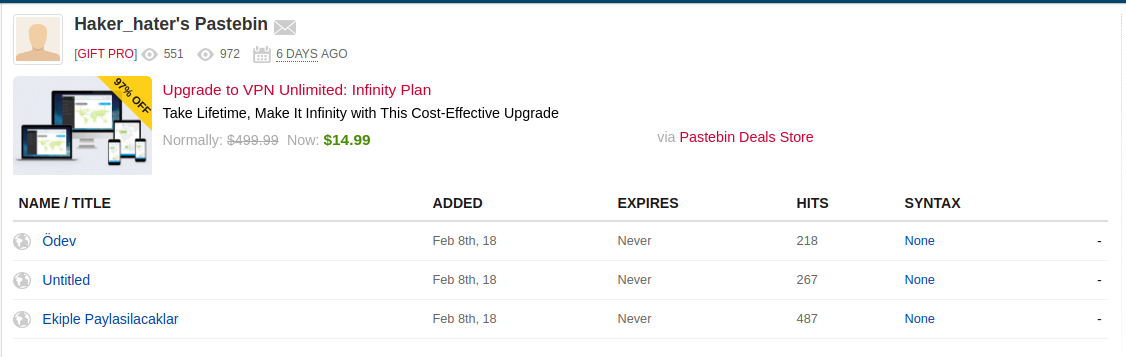 Haker_hater's Pastebin
[GIFT PRO] 551 972 6 DAYS AGO
97% OFF
Upgrade to VPN Unlimited: Infinity Plan
Take Lifetime, Make It Infinity with This Cost-Effective Upgrade
Normally: $499.99 Now: $14.99 via Pastebin Deals Store
NAME / TITLE ADDED EXPIRES HITS SYNTAX
Ödev Feb 8th, 18 Never 218 None -
Untitled Feb 8th, 18 Never 267 None -
Ekiple Paylasilacaklar Feb 8th, 18 Never 487 None -